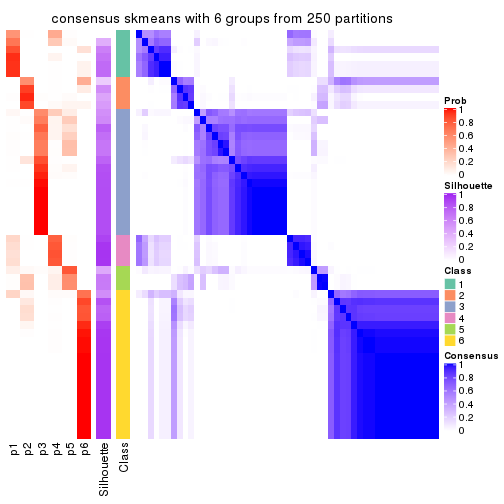 consensus skmeans with 6 groups from 250 partitions
Prob
1
0.8
0.6
0.4
0.2
0
Silhouette
1
0.8
0.6
0.4
0.2
0
Class
1
2
3
4
5
6
Consensus
1
0.8
0.6
0.4
0.2
0
p1
p2
p3
p4
p5
p6
Silhouette
Class